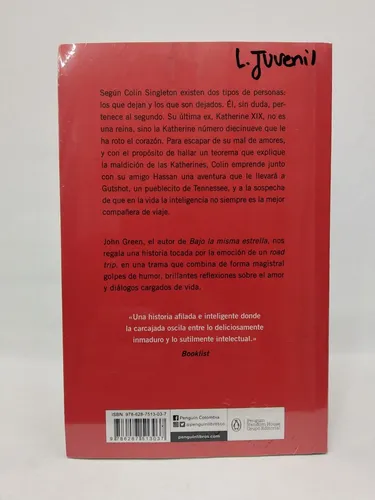 L. Juvenil
Según Colin Singleton existen dos tipos de personas:
los que dejan y los que son dejados. Él, sin duda, per-
tenece al segundo. Su última ex, Katherine XIX, no es
una reina, sino la Katherine número diecinueve que le
ha roto el corazón. Para escapar de su mal de amores,
y con el propósito de hallar un teorema que explique
la maldición de las Katherines, Colin emprende junto
con su amigo Hassan una aventura que le llevará a
Gutshot, un pueblecito de Tennessee, y a la sospecha
de que en la vida la inteligencia no siempre es la mejor
compañera de viaje.
John Green, el autor de Bajo la misma estrella, nos
regala una historia tocada por la emoción de un road
trip, en una trama que combina de forma magistral
golpes de humor, brillantes reflexiones sobre el amor
y diálogos cargados de vida.
«Una historia afilada e inteligente donde
la carcajada oscila entre lo deliciosamente
inmaduro y lo sutilmente intelectual.»
Booklist
Penguin Colombia
penguinlibros.com
Penguin
Random House
Grupo Editorial